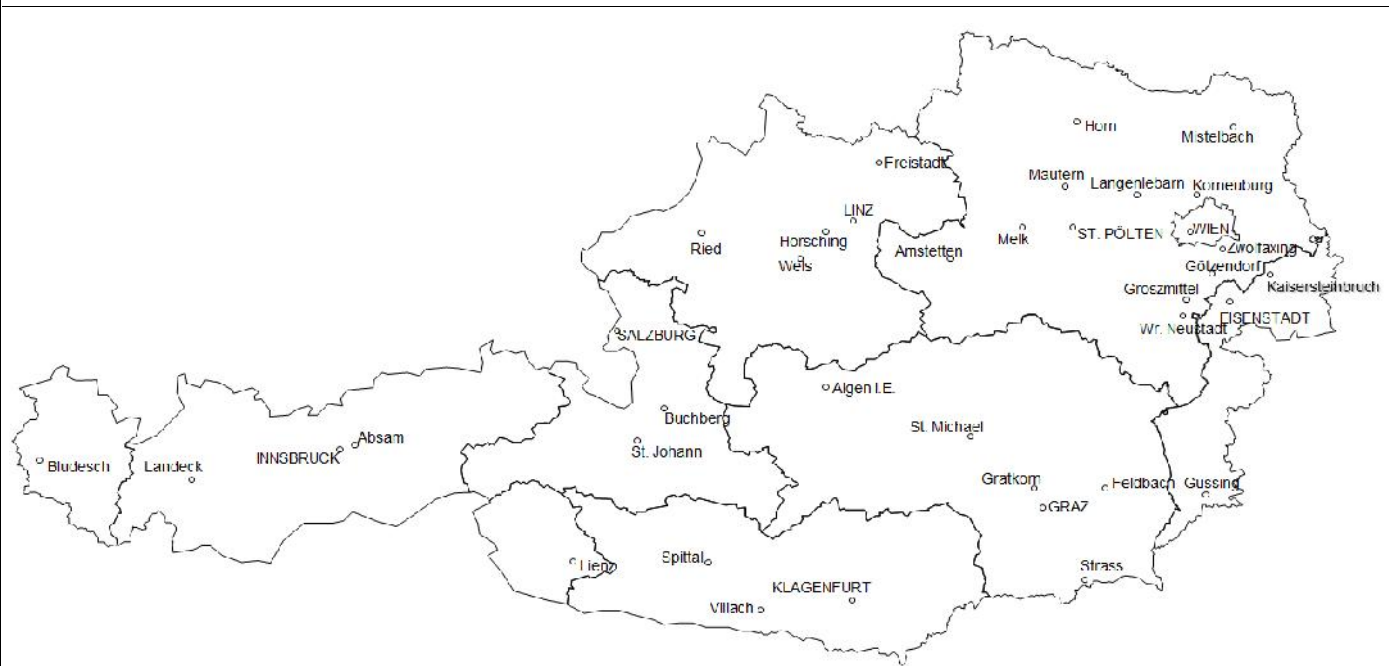 Horn
Mistelbach
Freistadt
Mautern
Langenlebarn
Korneuburg
LINZ
Ried
Horsching
Wels
Amstetten
Melk
ST. PÖLTEN
WIEN
Zwolfaxing
Götzendorf
Kaisersteinbruch
Groszmittel
EISENSTADT
Wr. Neustadt
SALZBURG
Aigen I.E.
Buchberg
St. Michael
St. Johann
Absam
INNSBRUCK
Bludesch
Landeck
Gratkorn
Feldbach
Gussing
GRAZ
Lienz
Spittal
Strass
KLAGENFURT
Villach